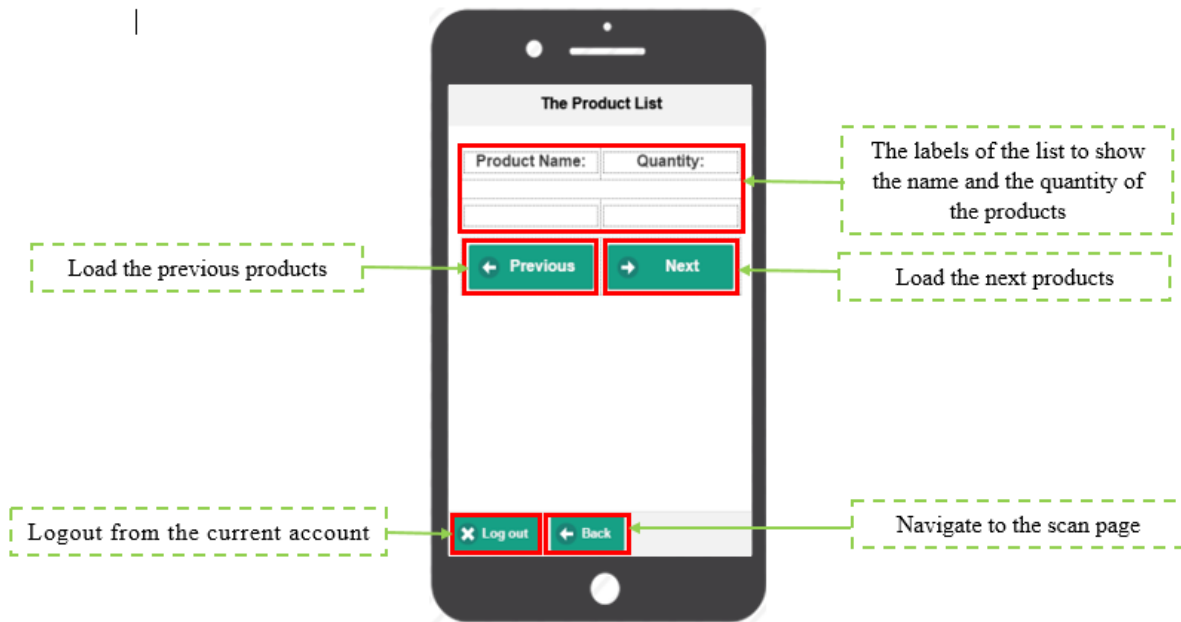 The Product List
Product Name: Quantity:
The labels of the list to show
the name and the quantity of
the products
Load the previous products
Previous
Next
Load the next products
Logout from the current account
Log out
Back
Navigate to the scan page